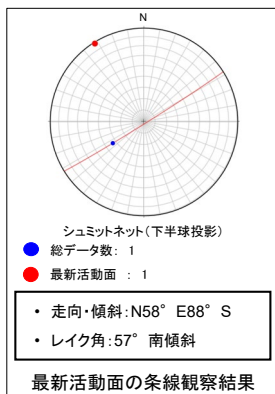 N
シュミットネット(下半球投影)
総データ数: 1
最新活動面 : 1
・ 走向・傾斜:N58°E88°S
・ レイク角:57°南傾斜
最新活動面の条線観察結果